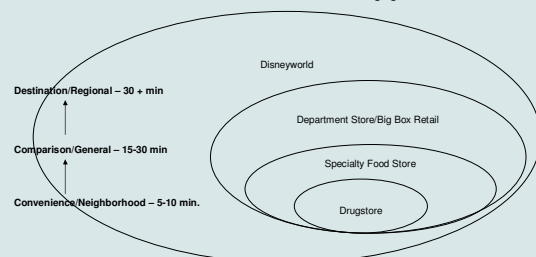 Disneyworld
Destination/Regional – 30 + min
Department Store/Big Box Retail
Comparison/General – 15-30 min
Specialty Food Store
Convenience/Neighborhood – 5-10 min.
Drugstore